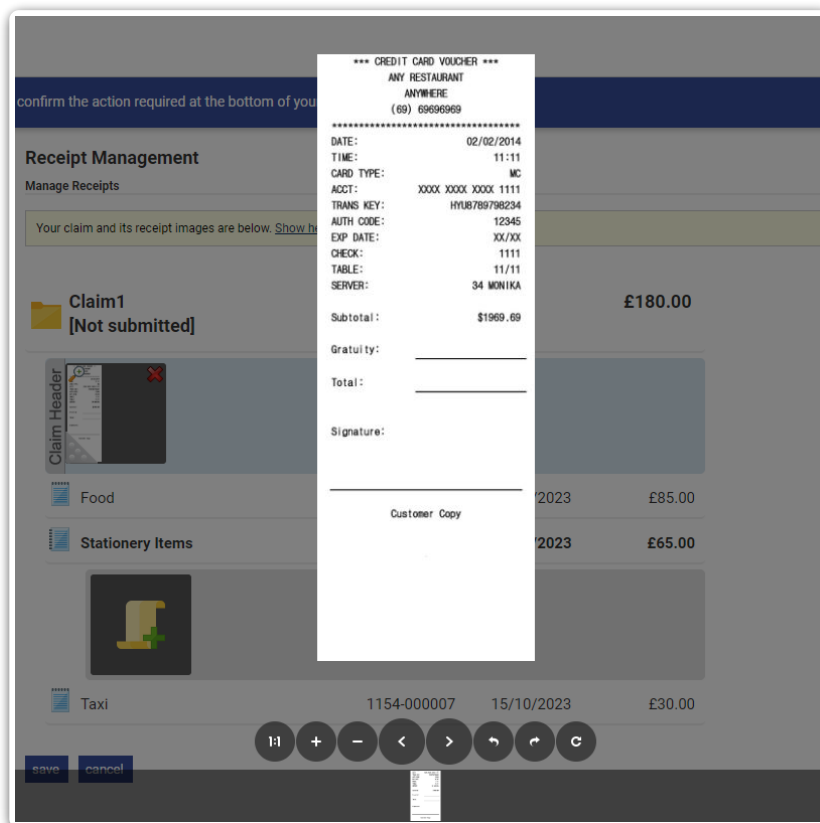 confirm the action required at the bottom of you
Receipt Management
Manage Receipts
Your claim and its receipt images are below. Show he
Claim1
[Not submitted]
£180.00
Claim Header
Food
/2023
£85.00
Stationery Items
/2023
£65.00
Taxi
1154-000007
15/10/2023
£30.00
save
cancel
*** CREDIT CARD VOUCHER ***
ANY RESTAURANT
ANYWHERE
(69) 69696969
***********************************
DATE: 02/02/2014
TIME: 11:11
CARD TYPE: MC
ACCT: XXXX XXXX XXXX 1111
TRANS KEY: HYU8789798234
AUTH CODE: 12345
EXP DATE: XX/XX
CHECK: 1111
TABLE: 11/11
SERVER: 34 MONIKA
Subtotal: $1969.69
Gratuity:
Total:
Signature:
Customer Copy
1:1